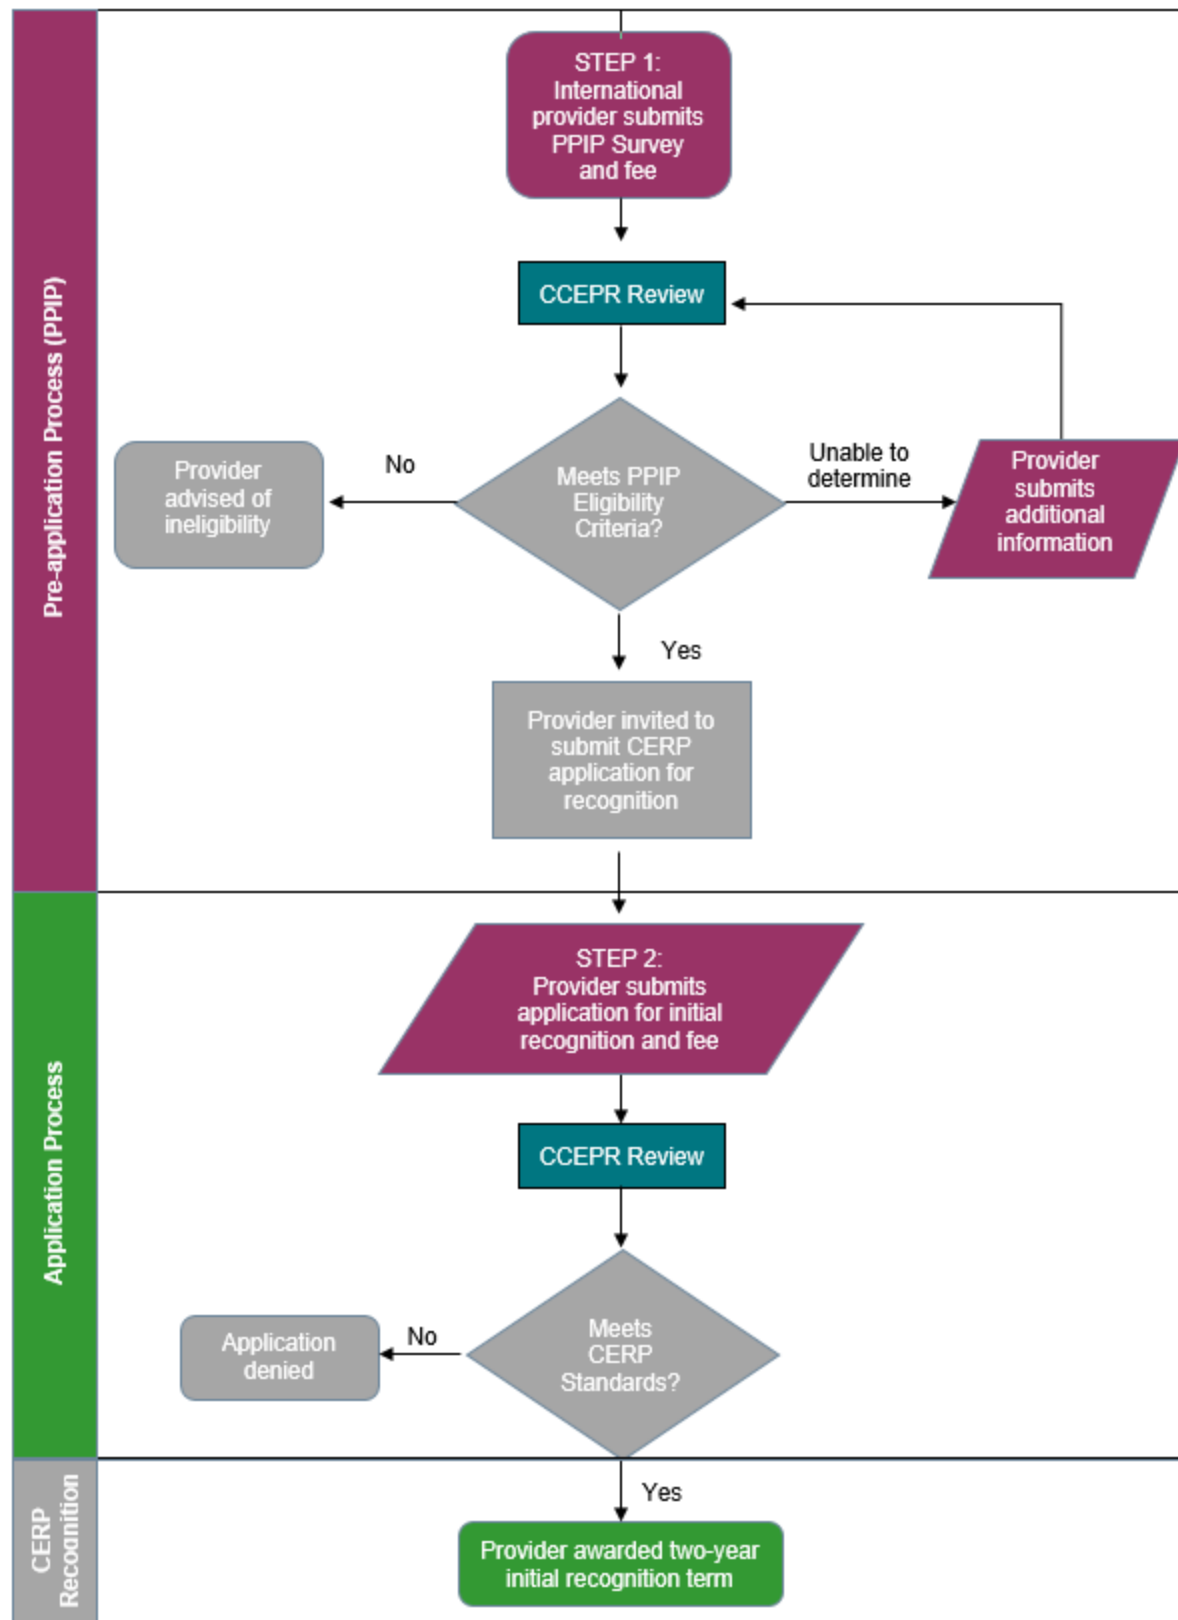 Pre-application Process (PPIP)
STEP 1:
International
provider submits
PPIP Survey
and fee
CCEPR Review
Meets PPIP
Eligibility
Criteria?
No
Provider
advised of
ineligibility
Unable to
determine
Provider
submits
additional
information
Yes
Provider invited to
submit CERP
application for
recognition
Application Process
STEP 2:
Provider submits
application for initial
recognition and fee
CCEPR Review
Meets
CERP
Standards?
No
Application
denied
CERP
Recognition
Yes
Provider awarded two-year
initial recognition term